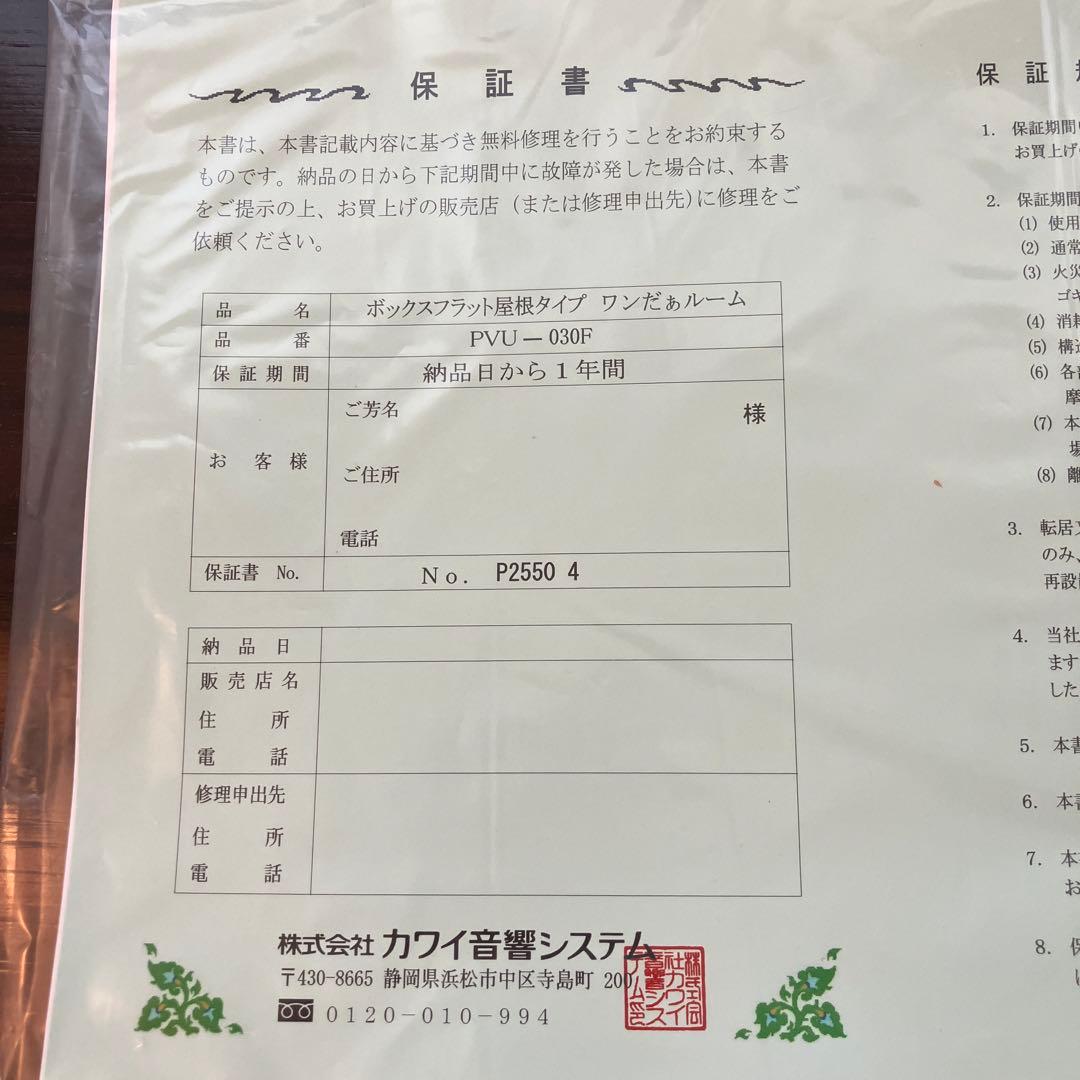 保証書
本書は、本書記載内容に基づき無料修理を行うことをお約束する
ものです。納品の日から下記期間中に故障が発した場合は、本書
をご提示の上、お買上げの販売店（または修理申出先)に修理をご
依頼ください。
品名 ボックスフラット屋根タイプ ワンだぁルーム
品番 PVU－030F
保証期間 納品日から1年間
お客様
ご芳名 様
ご住所
電話
保証書 No. No. P2550 4
納品日
販売店名
住所
電話
修理申出先
住所
電話
株式会社 カワイ音響システム
〒430-8665 静岡県浜松市中区寺島町 200
0120-010-994
保証
1. 保証期間
お買上げ
2. 保証期間
(1) 使用
(2) 通常
(3) 火災
ゴキ
(4) 消耗
(5) 構造
(6) 各
摩
(7) 本
場
(8) 離
3. 転居
のみ、
再設
4. 当社
ます
した
5. 本書
6. 本書
7. 本
お
8. 保